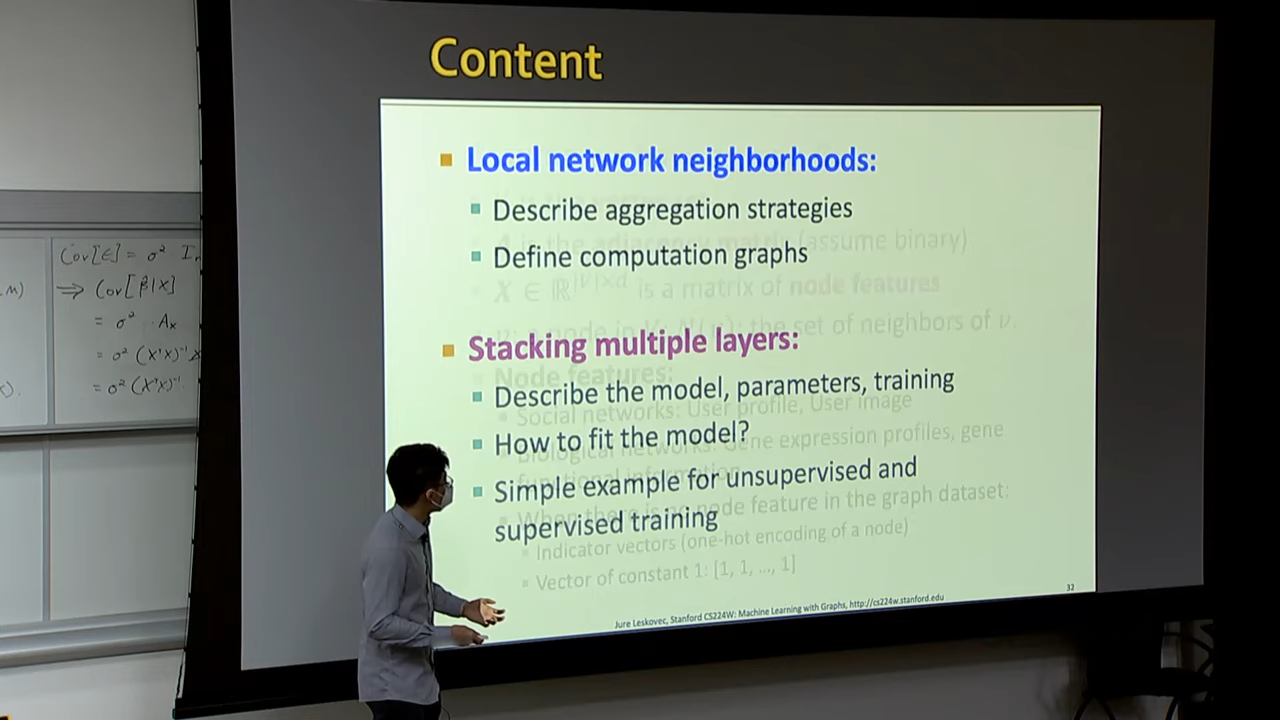 Content
Local network neighborhoods:
Describe aggregation strategies
Define computation graphs
A is the adjacency matrix (assume binary)
X ∈ ℝ^|V|×d is a matrix of node features
the set of neighbors of v.
Stacking multiple layers:
Node features:
Describe the model, parameters, training
Social networks: User profile, User image
How to fit the model?
Biological networks: Gene expression profiles, gene
functional information
Simple example for unsupervised and
supervised training
When there is no node feature in the graph dataset:
Indicator vectors (one-hot encoding of a node)
Vector of constant 1: [1, 1, …, 1]
32
Jure Leskovec, Stanford CS224W: Machine Learning with Graphs, http://cs224w.stanford.edu
Cov[ε] = σ² I
⟹ Cov[β̂|X]
= σ² · Aₓ
= σ² (X'X)⁻¹
= σ² (X'X)⁻¹.